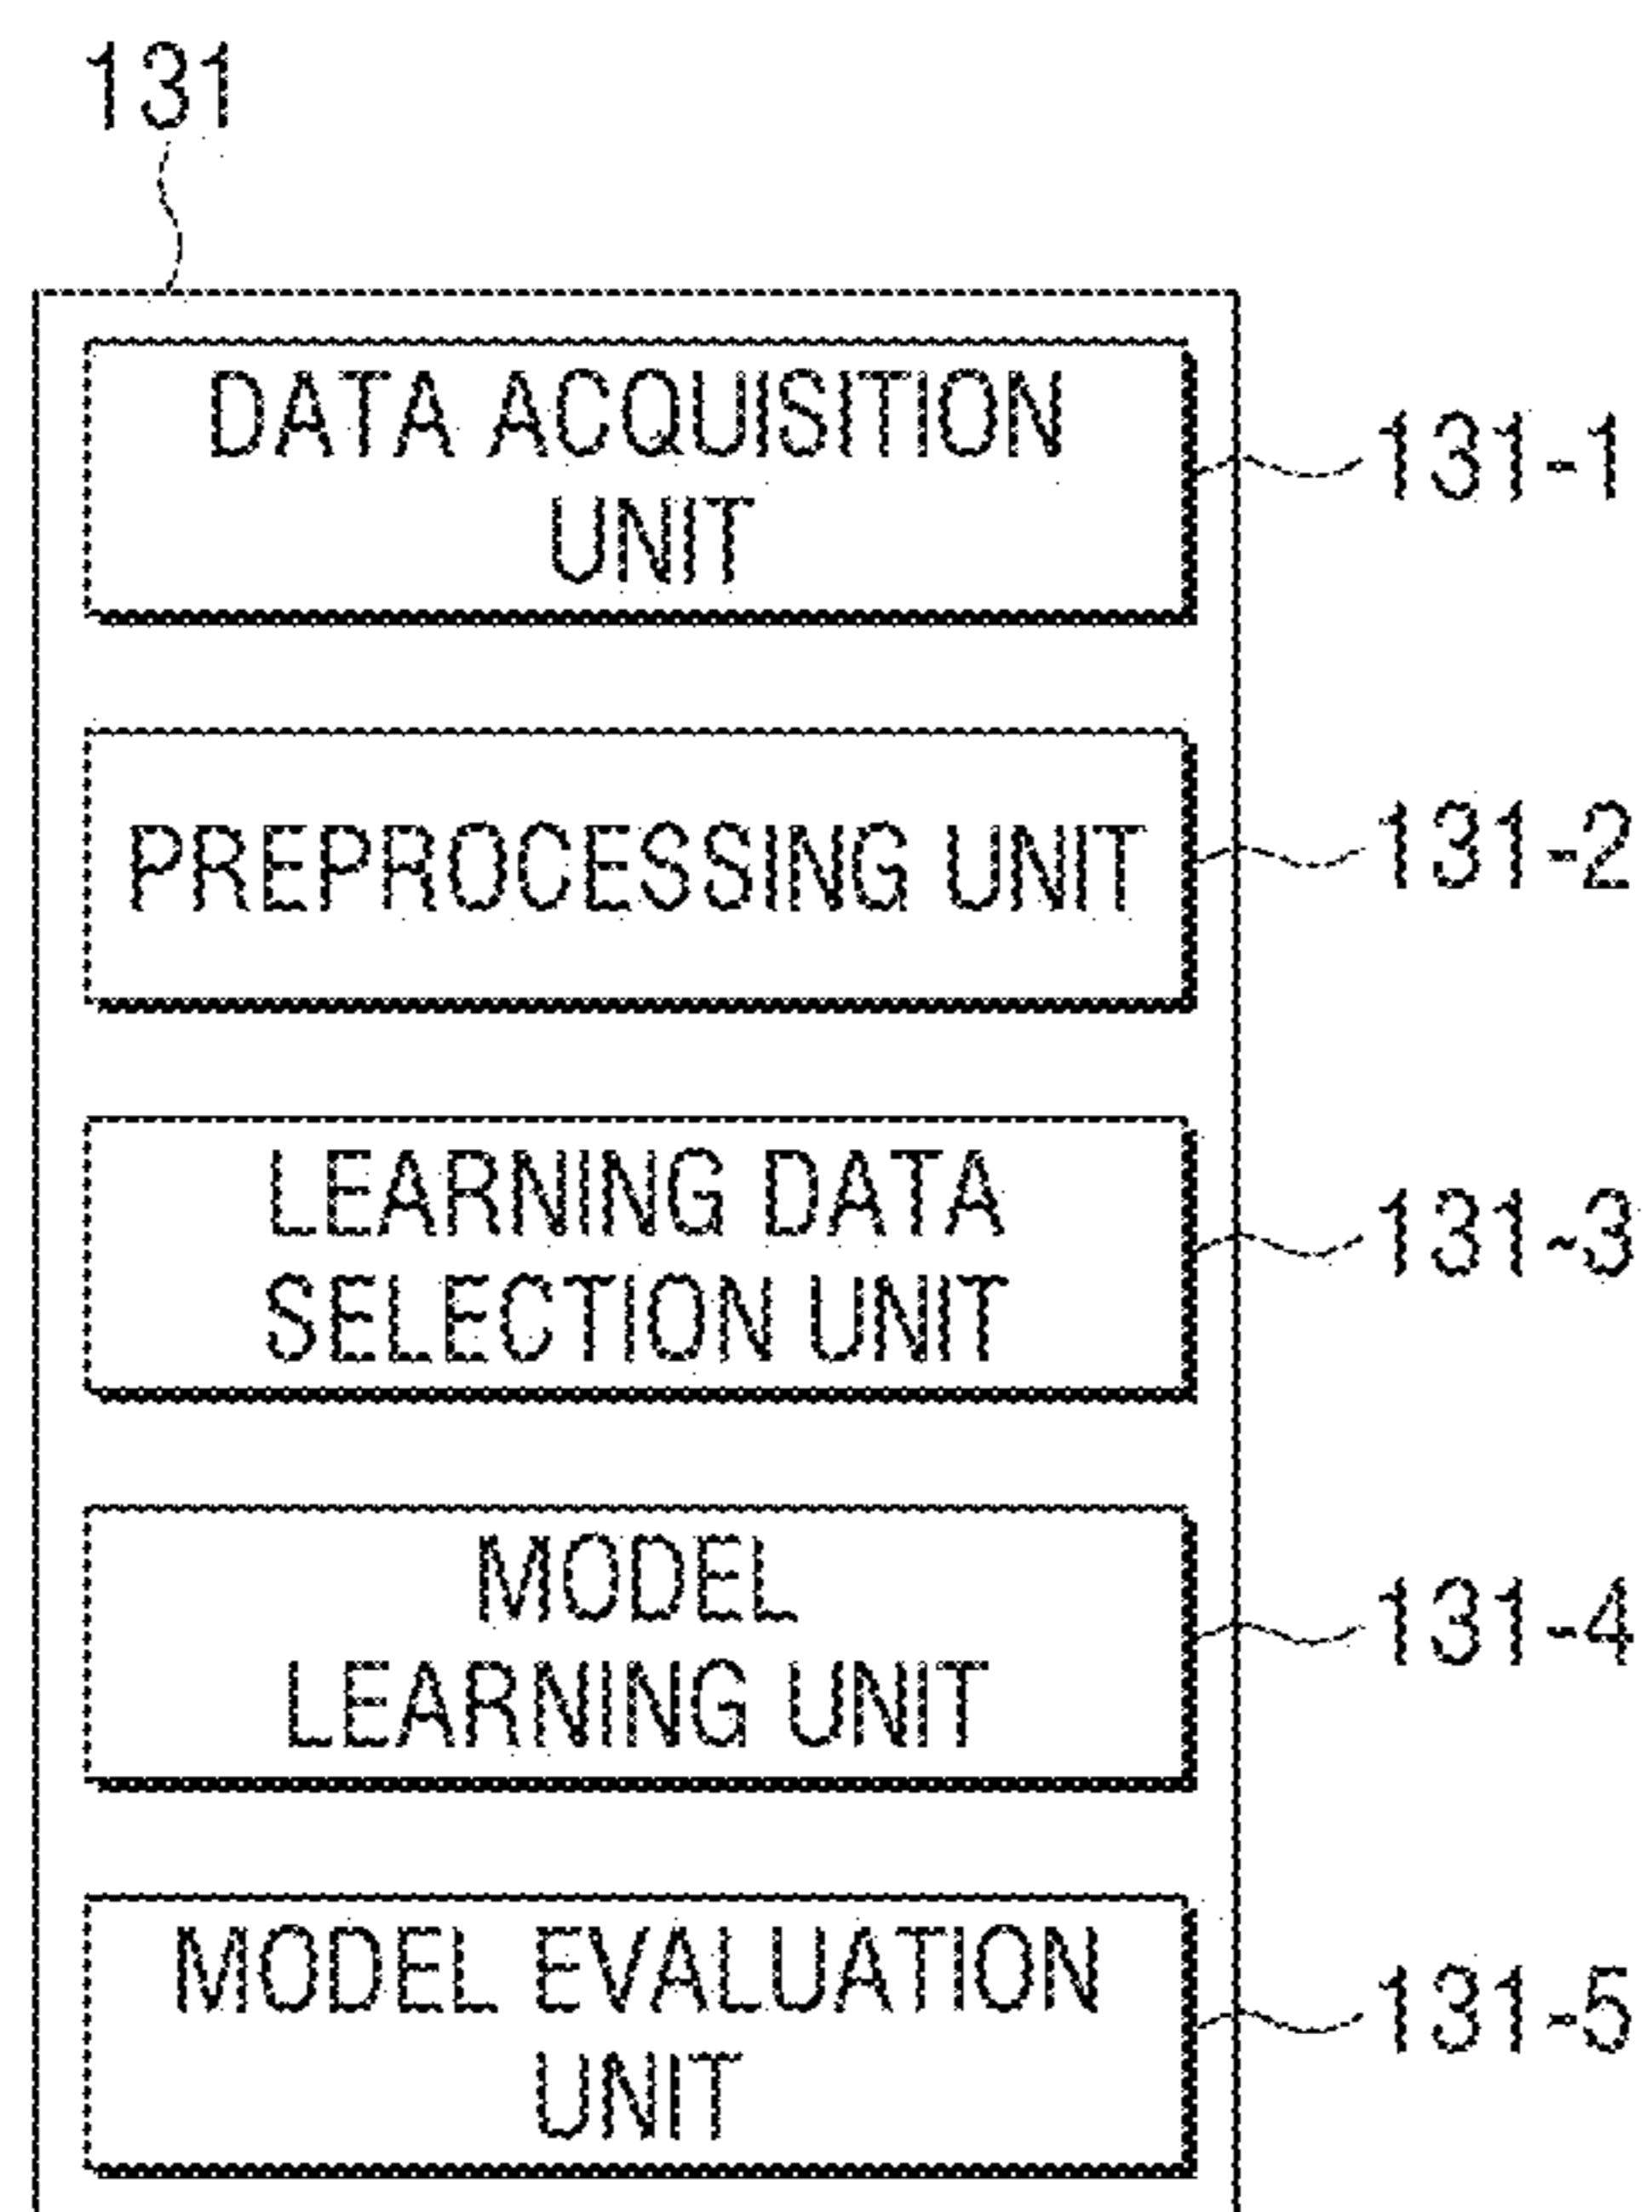 131
DATA ACQUISITION
UNIT
131-1
PREPROCESSING UNIT
131-2
LEARNING DATA
SELECTION UNIT
131-3
MODEL
LEARNING UNIT
131-4
MODEL EVALUATION
UNIT
131-5